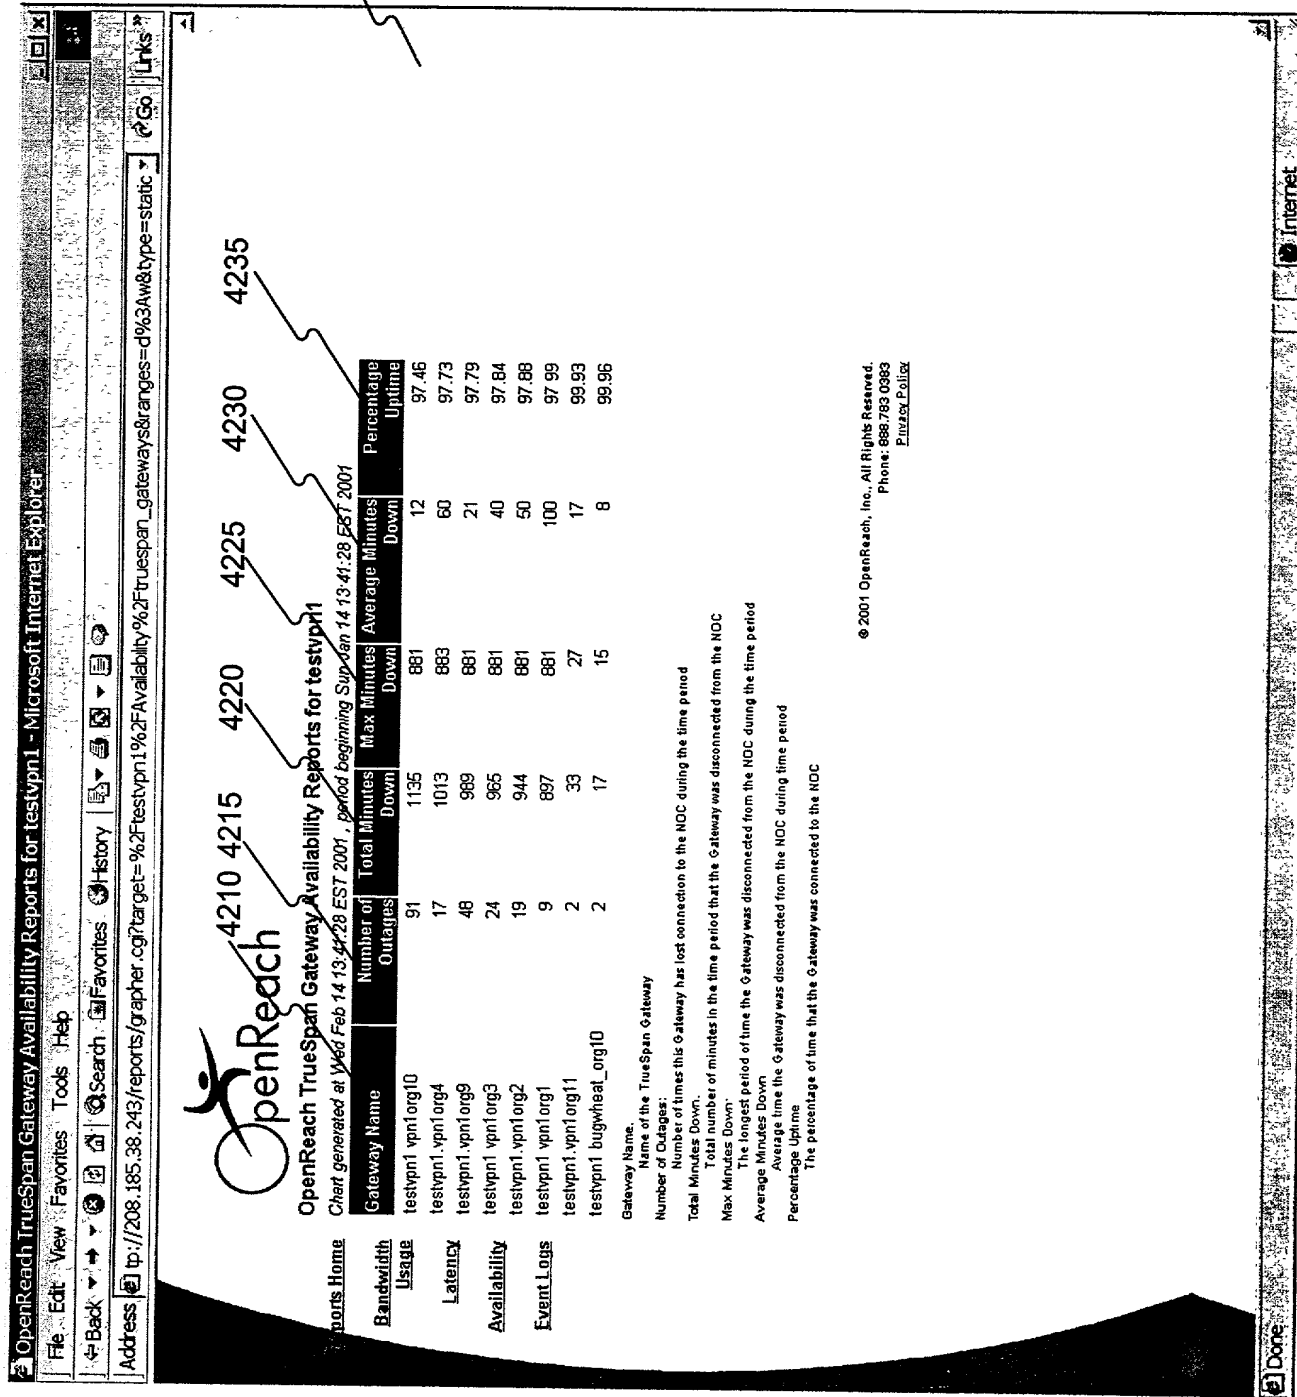 OpenReach TrueSpan Gateway Availability Reports for testvpn1 - Microsoft Internet Explorer
File Edit View Favorites Tools Help
Back Search Favorites History
Address tp://208.185.38.243/reports/grapher.cgi?target=%2Ftestvpn1%2FAvailability%2Ftruespan_gateways&ranges=d%3Aw&type=static Go Links »
4210 4215 4220 4225 4230 4235
OpenReach
OpenReach TrueSpan Gateway Availability Reports for testvpn1
Chart generated at Wed Feb 14 13:41:28 EST 2001 , period beginning Sun Jan 14 13:41:28 EST 2001
ports Home
Bandwidth Usage
Latency
Availability
Event Logs
Gateway Name Number of Outages Total Minutes Down Max Minutes Down Average Minutes Down Percentage Uptime
testvpn1 vpn1org10 91 1135 881 12 97.46
testvpn1.vpn1org4 17 1013 883 60 97.73
testvpn1.vpn1org9 48 989 881 21 97.79
testvpn1 vpn1org3 24 965 881 40 97.84
testvpn1.vpn1org2 19 944 881 50 97.88
testvpn1 vpn1org1 9 897 881 100 97 99
testvpn1.vpn1org11 2 33 27 17 99.93
testvpn1 bugwheat_org10 2 17 15 8 99.96
Gateway Name.
Name of the TrueSpan Gateway
Number of Outages:
Number of times this Gateway has lost connection to the NOC during the time period
Total Minutes Down.
Total number of minutes in the time period that the Gateway was disconnected from the NOC
Max Minutes Down:
The longest period of time the Gateway was disconnected from the NOC during the time period
Average Minutes Down
Average time the Gateway was disconnected from the NOC during time period
Percentage Uptime
The percentage of time that the Gateway was connected to the NOC
© 2001 OpenReach, Inc., All Rights Reserved.
Phone: 888.783 0383
Privacy Policy
Done Internet